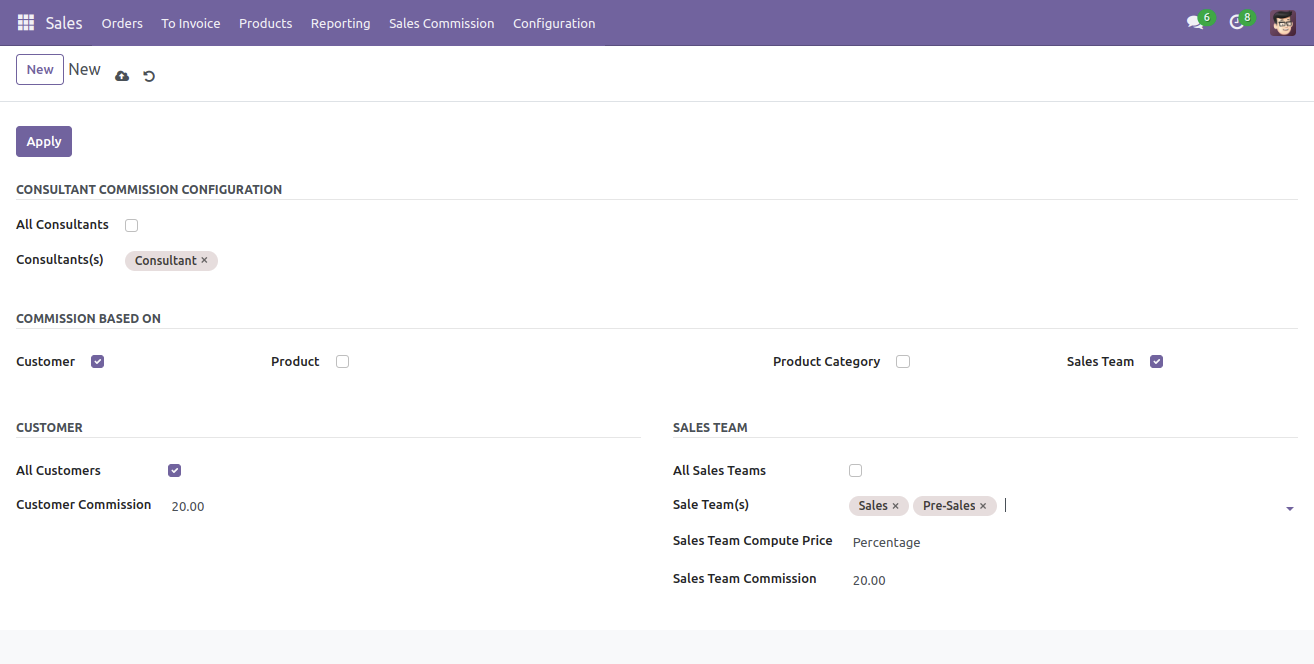 Sales Orders To Invoice Products Reporting Sales Commission Configuration 6 8
New New
Apply
CONSULTANT COMMISSION CONFIGURATION
All Consultants
Consultants(s) Consultant ×
COMMISSION BASED ON
Customer Product Product Category Sales Team
CUSTOMER SALES TEAM
All Customers All Sales Teams
Customer Commission 20.00 Sale Team(s) Sales × Pre-Sales ×
Sales Team Compute Price Percentage
Sales Team Commission 20.00